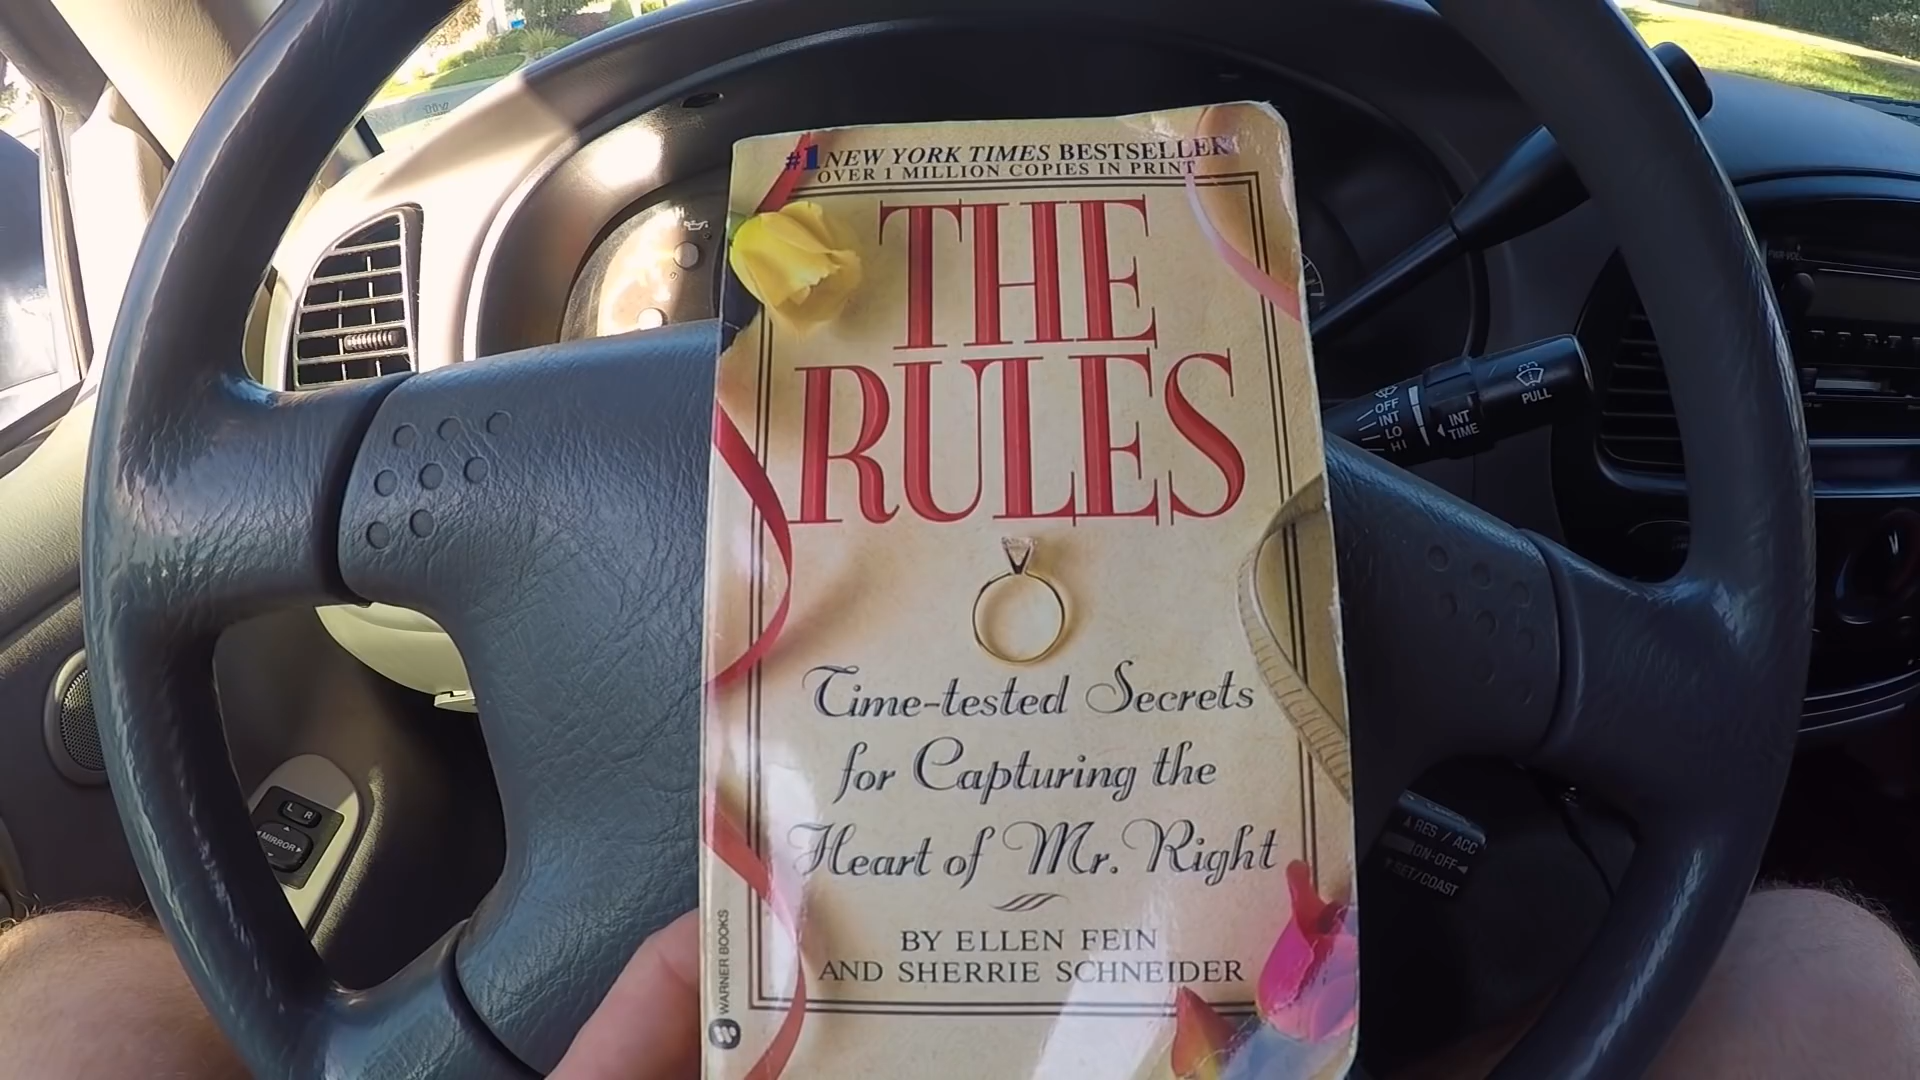 #1 NEW YORK TIMES BESTSELLER
OVER 1 MILLION COPIES IN PRINT
THE
RULES
Time-tested Secrets
for Capturing the
Heart of Mr. Right
BY ELLEN FEIN
AND SHERRIE SCHNEIDER
WARNER BOOKS
OFF
INT
LO
HI
INT
TIME
PULL
L R
MIRROR
RES / ACC
ON-OFF
SET/COAST